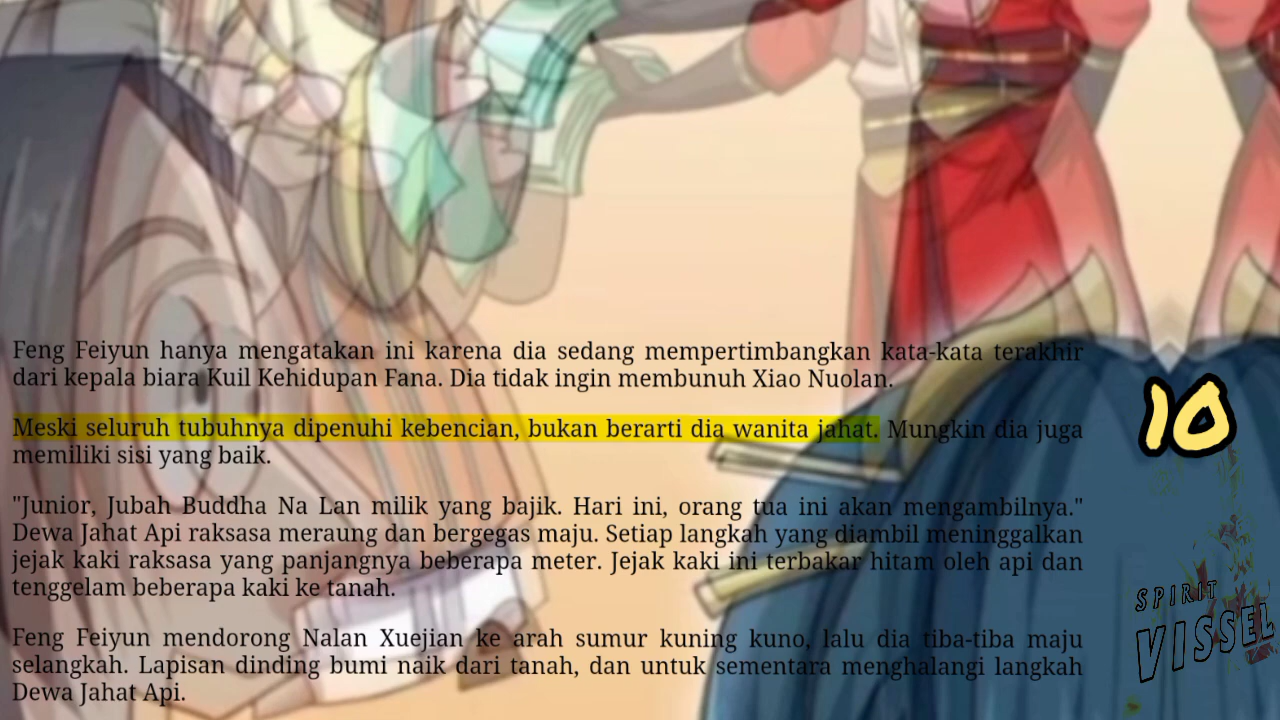 Feng Feiyun hanya mengatakan ini karena dia sedang mempertimbangkan kata-kata terakhir
dari kepala biara Kuil Kehidupan Fana. Dia tidak ingin membunuh Xiao Nuolan.
Meski seluruh tubuhnya dipenuhi kebencian, bukan berarti dia wanita jahat. Mungkin dia juga
memiliki sisi yang baik.
"Junior, Jubah Buddha Na Lan milik yang bajik. Hari ini, orang tua ini akan mengambilnya."
Dewa Jahat Api raksasa meraung dan bergegas maju. Setiap langkah yang diambil meninggalkan
jejak kaki raksasa yang panjangnya beberapa meter. Jejak kaki ini terbakar hitam oleh api dan
tenggelam beberapa kaki ke tanah.
Feng Feiyun mendorong Nalan Xuejian ke arah sumur kuning kuno, lalu dia tiba-tiba maju
selangkah. Lapisan dinding bumi naik dari tanah, dan untuk sementara menghalangi langkah
Dewa Jahat Api.
10
SPIRIT
VISSEL